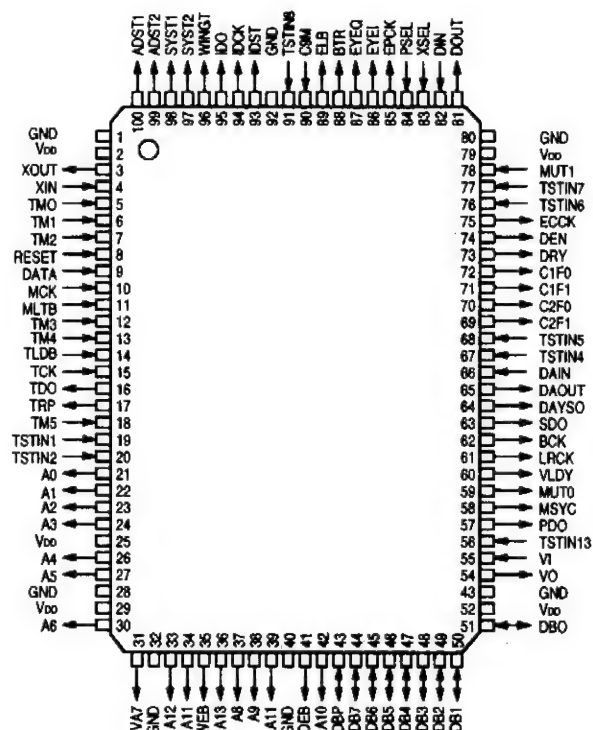 ADST1 ADST2 SYST1 SYST2 WINGT IDO IDCK IDST GND TSTIN8 C9M ELB BTR EYEQ EYEI EPCK PSEL XSEL DIN DOUT
100 99 98 97 96 95 94 93 92 91 90 89 88 87 86 85 84 83 82 81
GND 1 80 GND
VDD 2 79 VDD
XOUT 3 78 MUT1
XIN 4 77 TSTIN7
TMO 5 76 TSTIN6
TM1 6 75 ECCK
TM2 7 74 DEN
RESET 8 73 DRY
DATA 9 72 C1F0
MCK 10 71 C1F1
MLTB 11 70 C2F0
TM3 12 69 C2F1
TM4 13 68 TSTIN5
TLDB 14 67 TSTIN4
TCK 15 66 DAIN
TDO 16 65 DAOUT
TRP 17 64 DAYSO
TM5 18 63 SDO
TSTIN1 19 62 BCK
TSTIN2 20 61 LRCK
A0 21 60 VLDY
A1 22 59 MUT0
A2 23 58 MSYC
A3 24 57 PDO
VDD 25 56 TSTIN13
A4 26 55 VI
A5 27 54 VO
GND 28 43 GND
VDD 29 52 VDD
A6 30 51 DBO
31 32 33 34 35 36 37 38 39 40 41 42 43 44 45 46 47 48 49 50
VA7 GND A12 A11 WEB A13 A8 A9 A11 GND OEB A10 DBP DB7 DB6 DB5 DB4 DB3 DB2 DB1